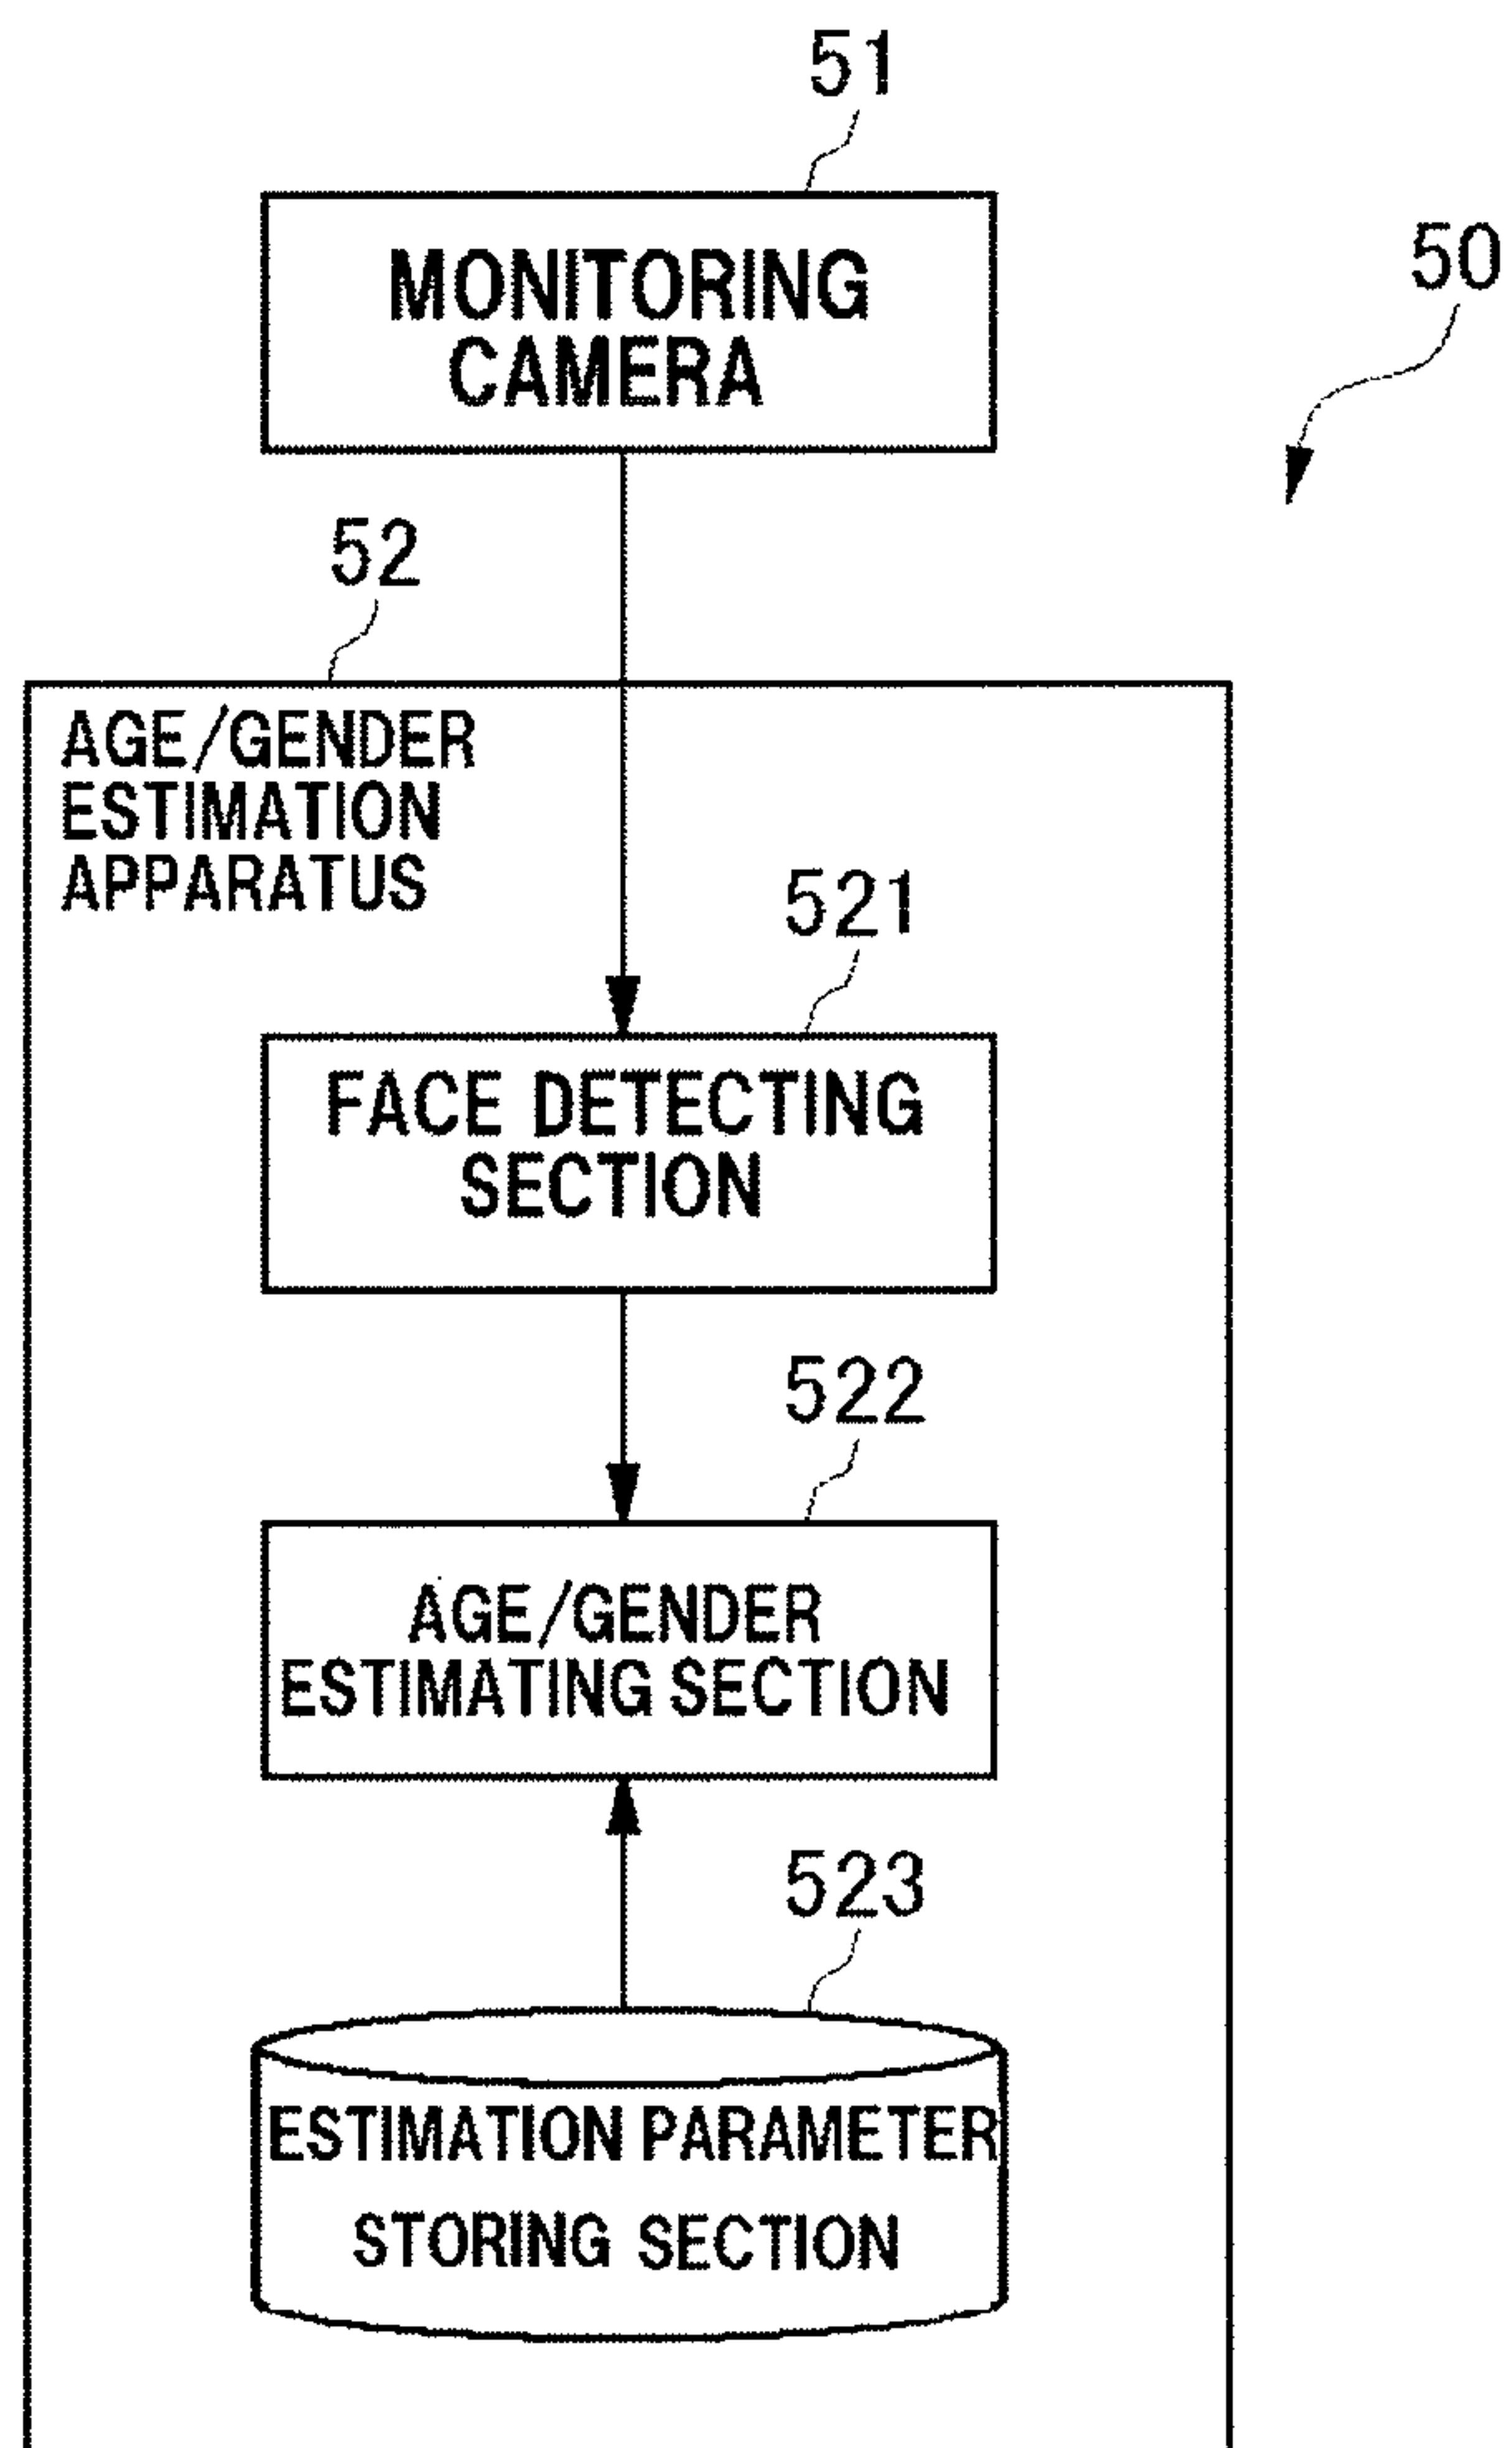 51
MONITORING
CAMERA
50
52
AGE/GENDER
ESTIMATION
APPARATUS
521
FACE DETECTING
SECTION
522
AGE/GENDER
ESTIMATING SECTION
523
ESTIMATION PARAMETER
STORING SECTION